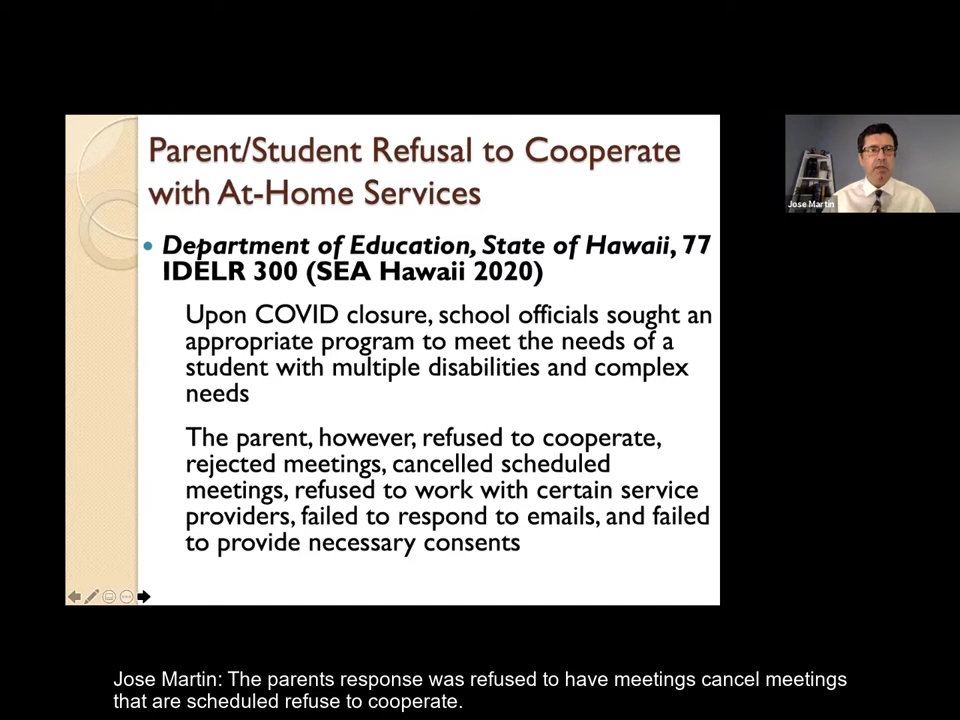 Parent/Student Refusal to Cooperate
with At-Home Services
Jose Martin
• Department of Education, State of Hawaii, 77
IDELR 300 (SEA Hawaii 2020)
Upon COVID closure, school officials sought an
appropriate program to meet the needs of a
student with multiple disabilities and complex
needs
The parent, however, refused to cooperate,
rejected meetings, cancelled scheduled
meetings, refused to work with certain service
providers, failed to respond to emails, and failed
to provide necessary consents
Jose Martin: The parents response was refused to have meetings cancel meetings
that are scheduled refuse to cooperate.